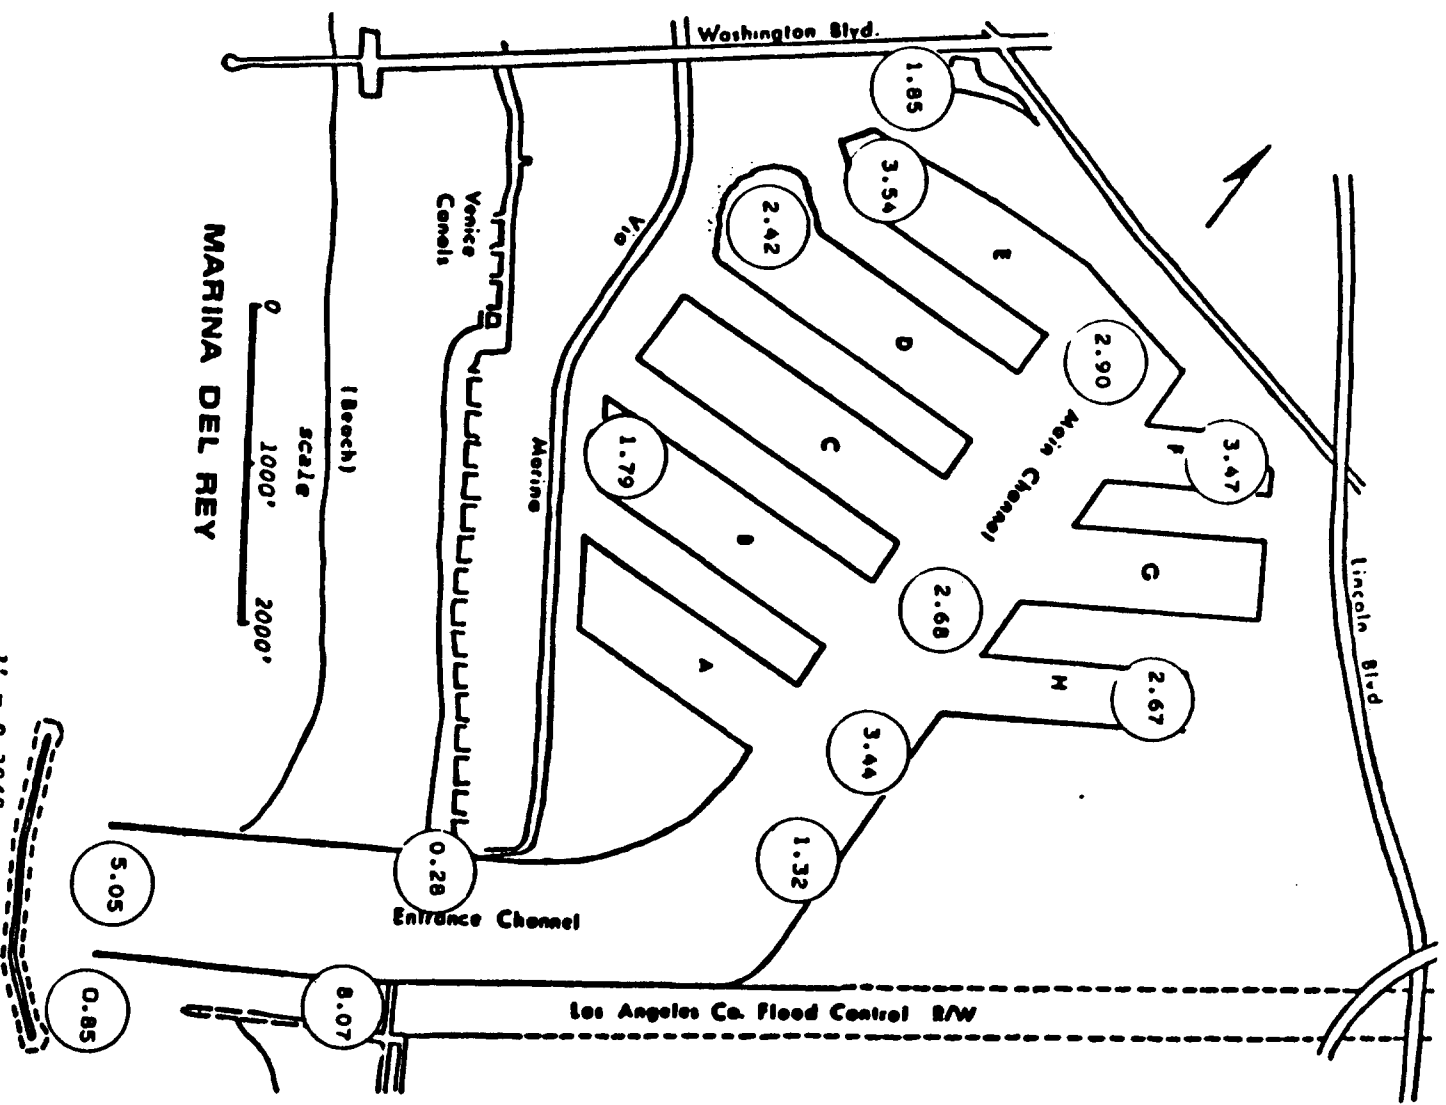 Washington Blvd.
1.85
3.54
2.42
Venice
Canals
Via
E
D
2.90
MARINA DEL REY
0
1000'
2000'
scale
(Beach)
Marina
C
Main Channel
F
3.47
1.79
B
G
Lincoln Blvd
2.68
A
H
2.67
3.44
1.32
0.28
5.05
Entrance Channel
0.85
8.07
Los Angeles Co. Flood Control R/W